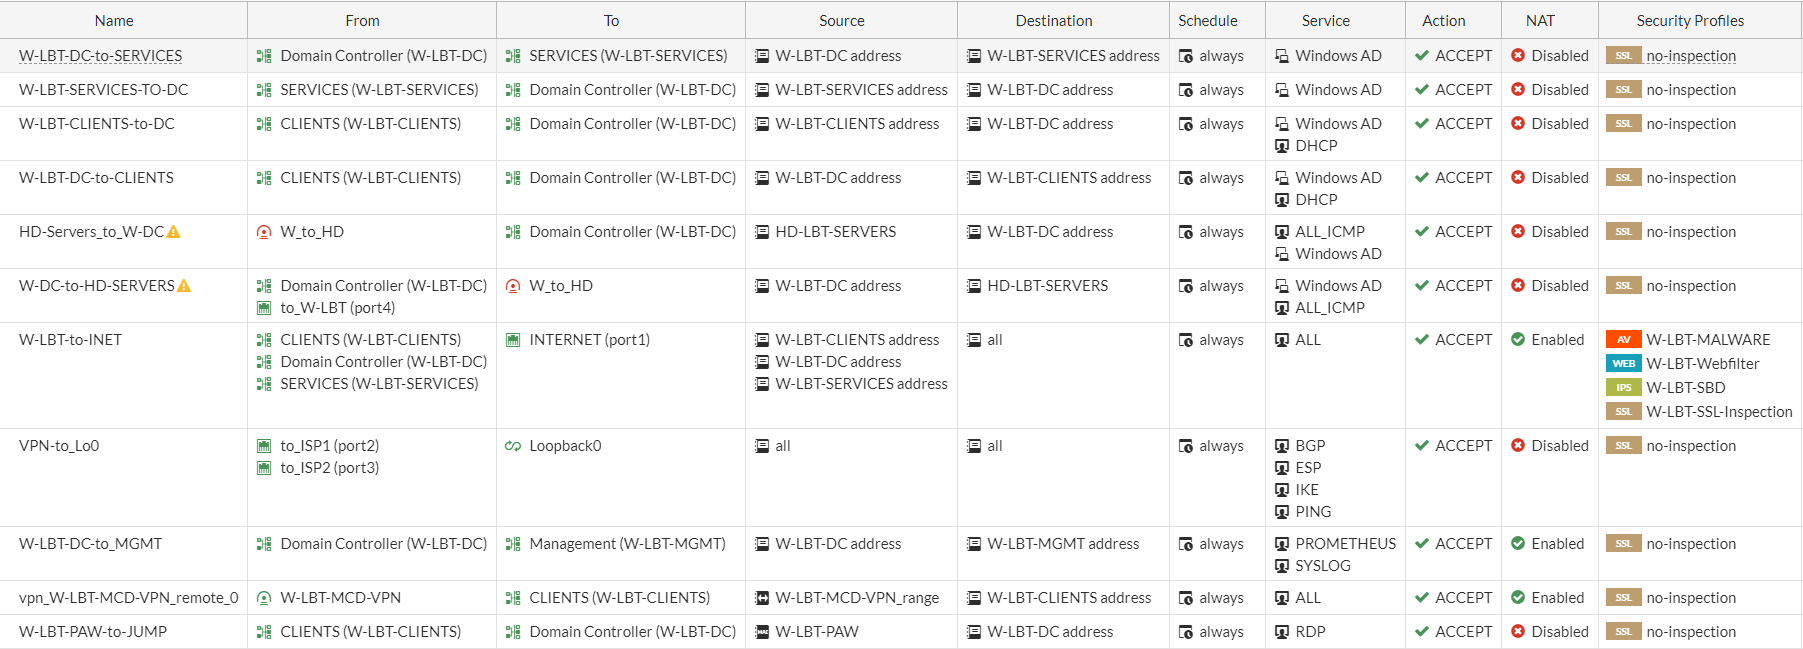 Name From To Source Destination Schedule Service Action NAT Security Profiles
W-LBT-DC-to-SERVICES Domain Controller (W-LBT-DC) SERVICES (W-LBT-SERVICES) W-LBT-DC address W-LBT-SERVICES address always Windows AD ACCEPT Disabled SSL no-inspection
W-LBT-SERVICES-TO-DC SERVICES (W-LBT-SERVICES) Domain Controller (W-LBT-DC) W-LBT-SERVICES address W-LBT-DC address always Windows AD ACCEPT Disabled SSL no-inspection
W-LBT-CLIENTS-to-DC CLIENTS (W-LBT-CLIENTS) Domain Controller (W-LBT-DC) W-LBT-CLIENTS address W-LBT-DC address always Windows AD ACCEPT Disabled SSL no-inspection
DHCP
W-LBT-DC-to-CLIENTS CLIENTS (W-LBT-CLIENTS) Domain Controller (W-LBT-DC) W-LBT-DC address W-LBT-CLIENTS address always Windows AD ACCEPT Disabled SSL no-inspection
DHCP
HD-Servers_to_W-DC W_to_HD Domain Controller (W-LBT-DC) HD-LBT-SERVERS W-LBT-DC address always ALL_ICMP ACCEPT Disabled SSL no-inspection
Windows AD
W-DC-to-HD-SERVERS Domain Controller (W-LBT-DC) W_to_HD W-LBT-DC address HD-LBT-SERVERS always Windows AD ACCEPT Disabled SSL no-inspection
to_W-LBT (port4) ALL_ICMP
W-LBT-to-INET CLIENTS (W-LBT-CLIENTS) INTERNET (port1) W-LBT-CLIENTS address all always ALL ACCEPT Enabled AV W-LBT-MALWARE
Domain Controller (W-LBT-DC) W-LBT-DC address WEB W-LBT-Webfilter
SERVICES (W-LBT-SERVICES) W-LBT-SERVICES address IPS W-LBT-SBD
SSL W-LBT-SSL-Inspection
VPN-to_Lo0 to_ISP1 (port2) Loopback0 all all always BGP ACCEPT Disabled SSL no-inspection
to_ISP2 (port3) ESP
IKE
PING
W-LBT-DC-to_MGMT Domain Controller (W-LBT-DC) Management (W-LBT-MGMT) W-LBT-DC address W-LBT-MGMT address always PROMETHEUS ACCEPT Enabled SSL no-inspection
SYSLOG
vpn_W-LBT-MCD-VPN_remote_0 W-LBT-MCD-VPN CLIENTS (W-LBT-CLIENTS) W-LBT-MCD-VPN_range W-LBT-CLIENTS address always ALL ACCEPT Enabled SSL no-inspection
W-LBT-PAW-to-JUMP CLIENTS (W-LBT-CLIENTS) Domain Controller (W-LBT-DC) MAC W-LBT-PAW W-LBT-DC address always RDP ACCEPT Disabled SSL no-inspection